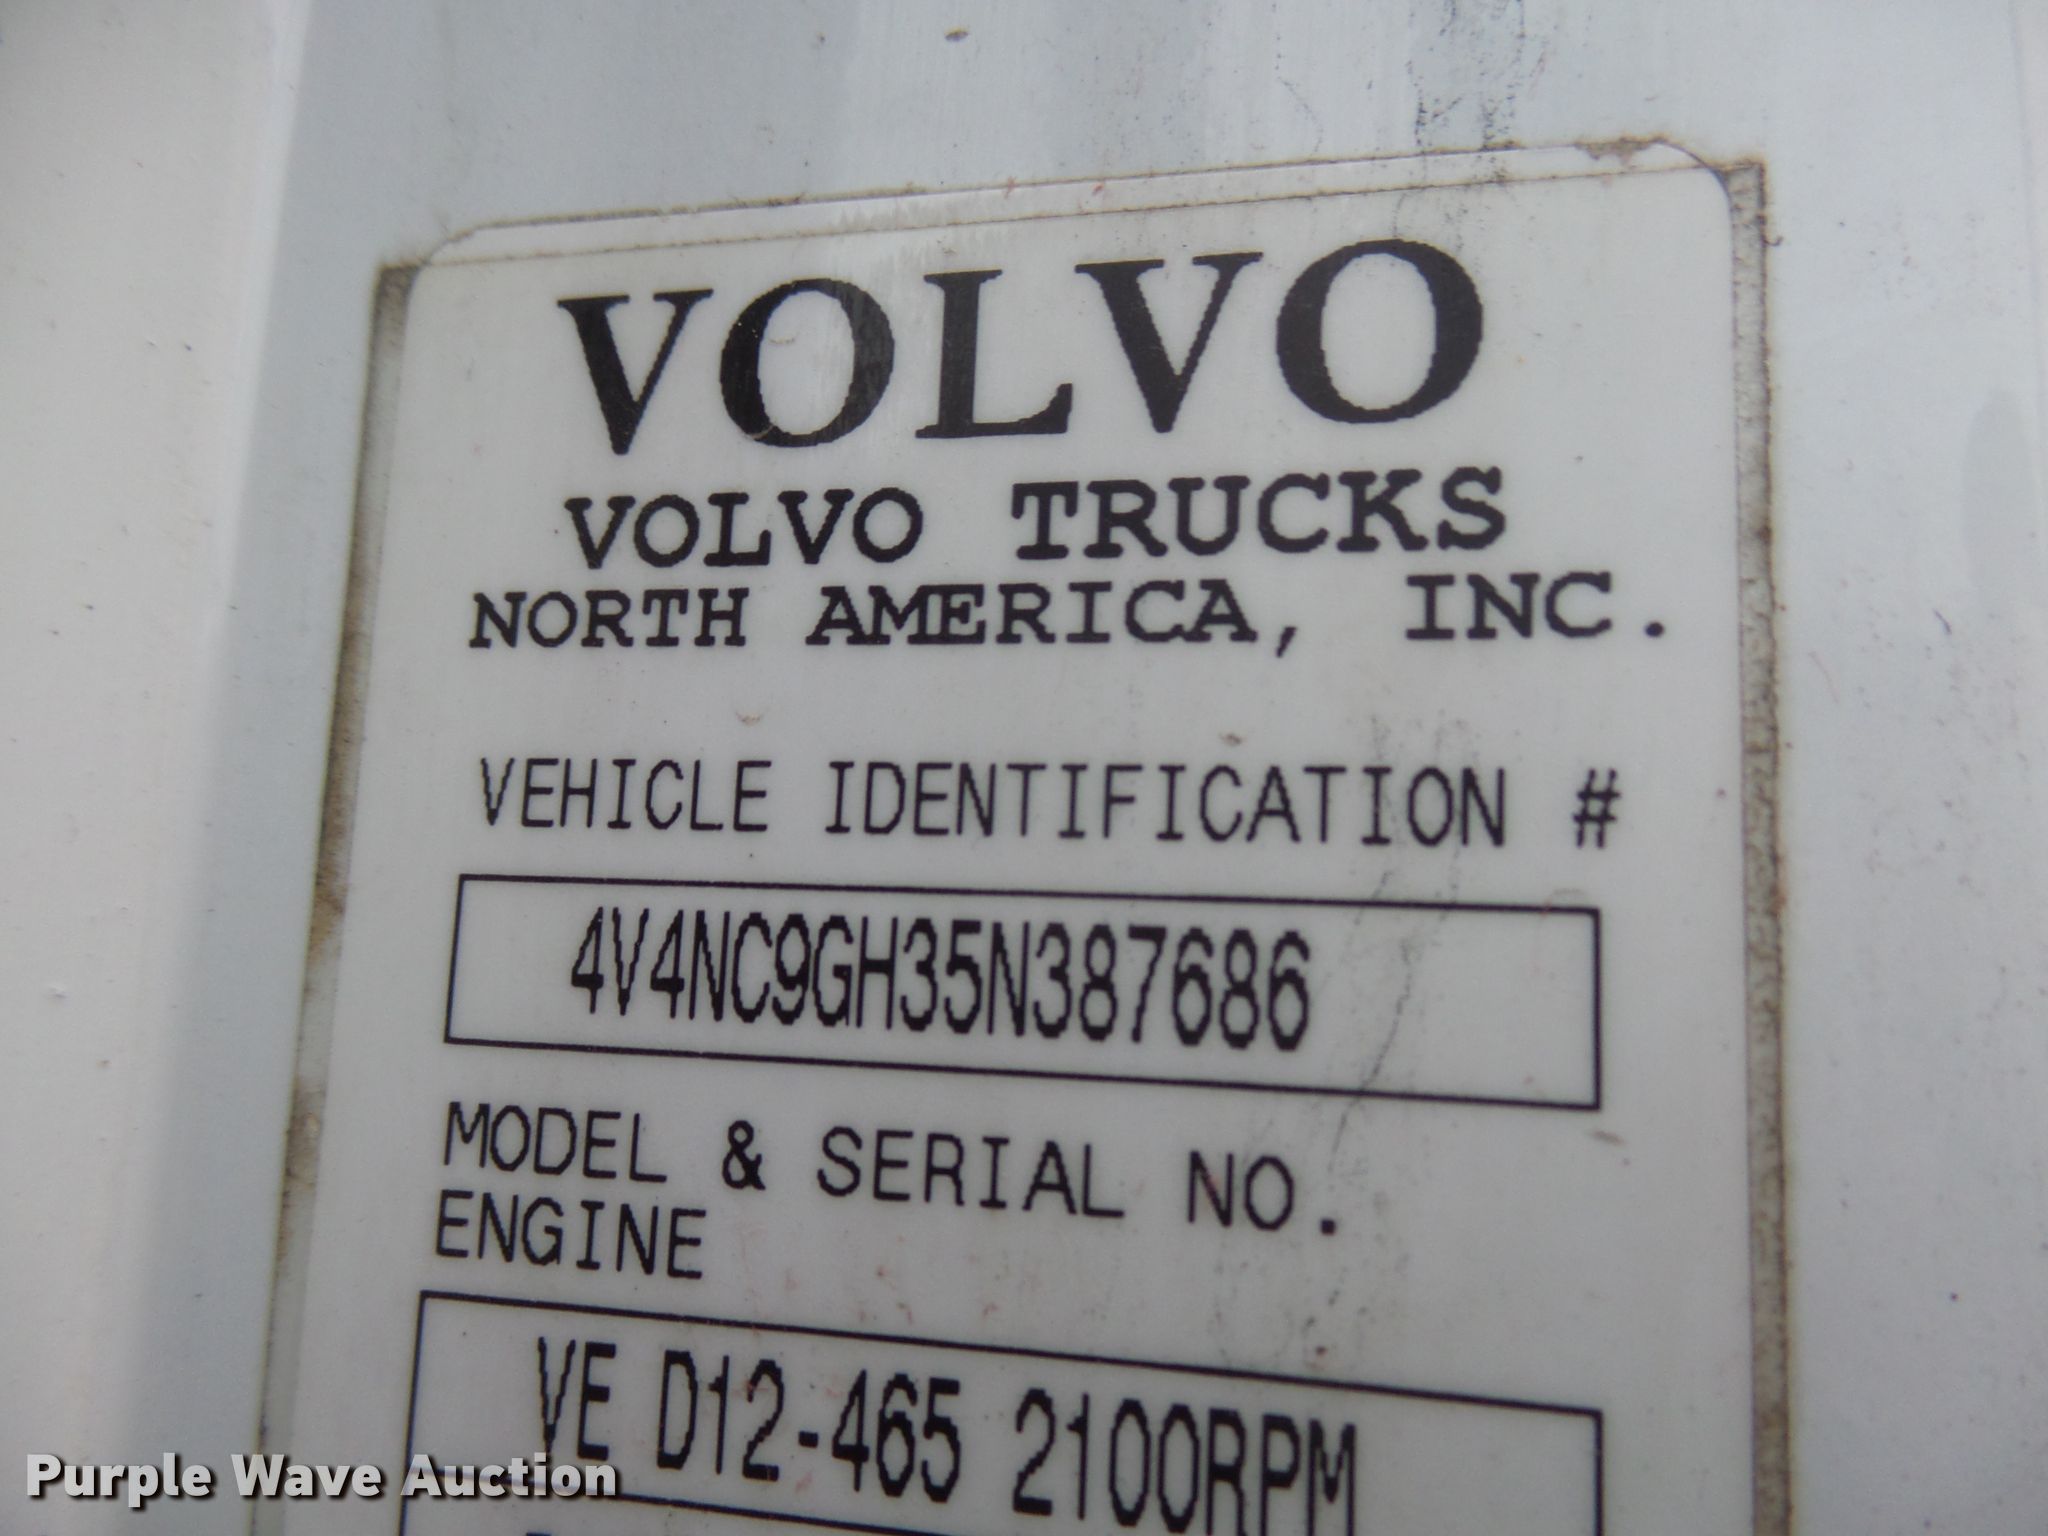 VOLVO
VOLVO TRUCKS
NORTH AMERICA, INC.
VEHICLE IDENTIFICATION #
4V4NC9GH35N387686
MODEL & SERIAL NO.
ENGINE
VE D12-465 2100RPM
Purple Wave Auction